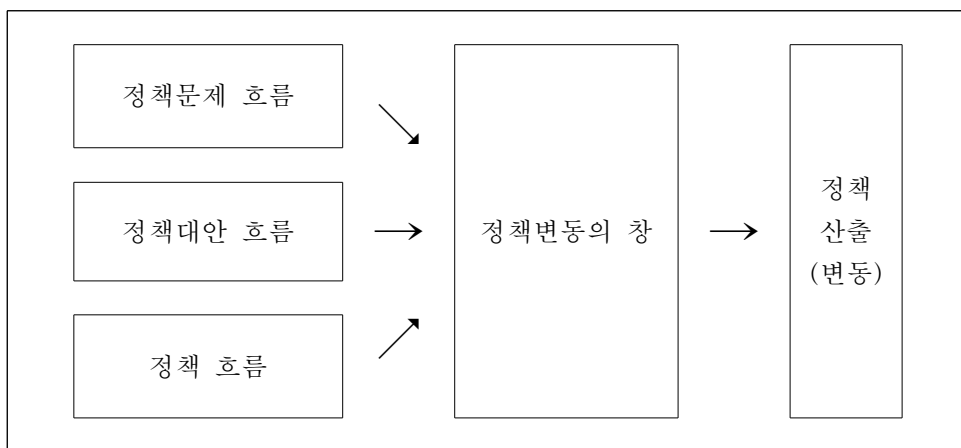 정책문제 흐름
정책대안 흐름
정책 흐름
정책변동의 창
정책
산출
(변동)